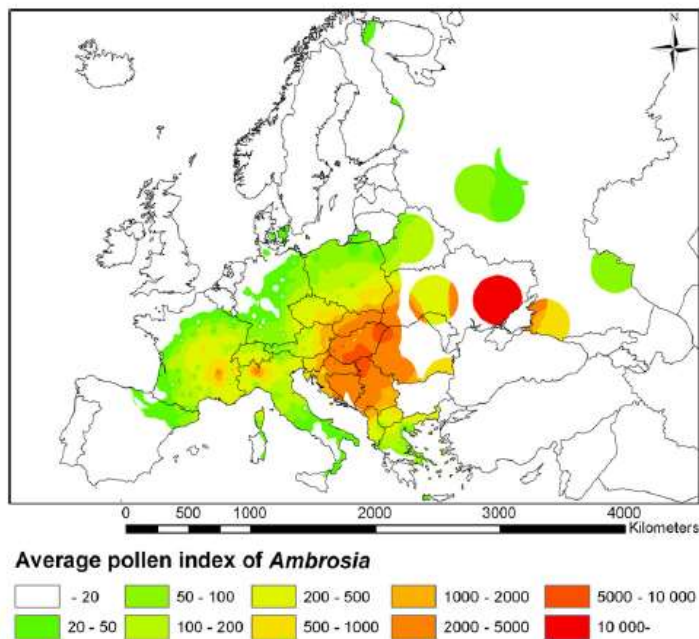 N
0 500 1000 2000 3000 4000
Kilometers
Average pollen index of Ambrosia
- 20 50 - 100 200 - 500 1000 - 2000 5000 - 10 000
20 - 50 100 - 200 500 - 1000 2000 - 5000 10 000-